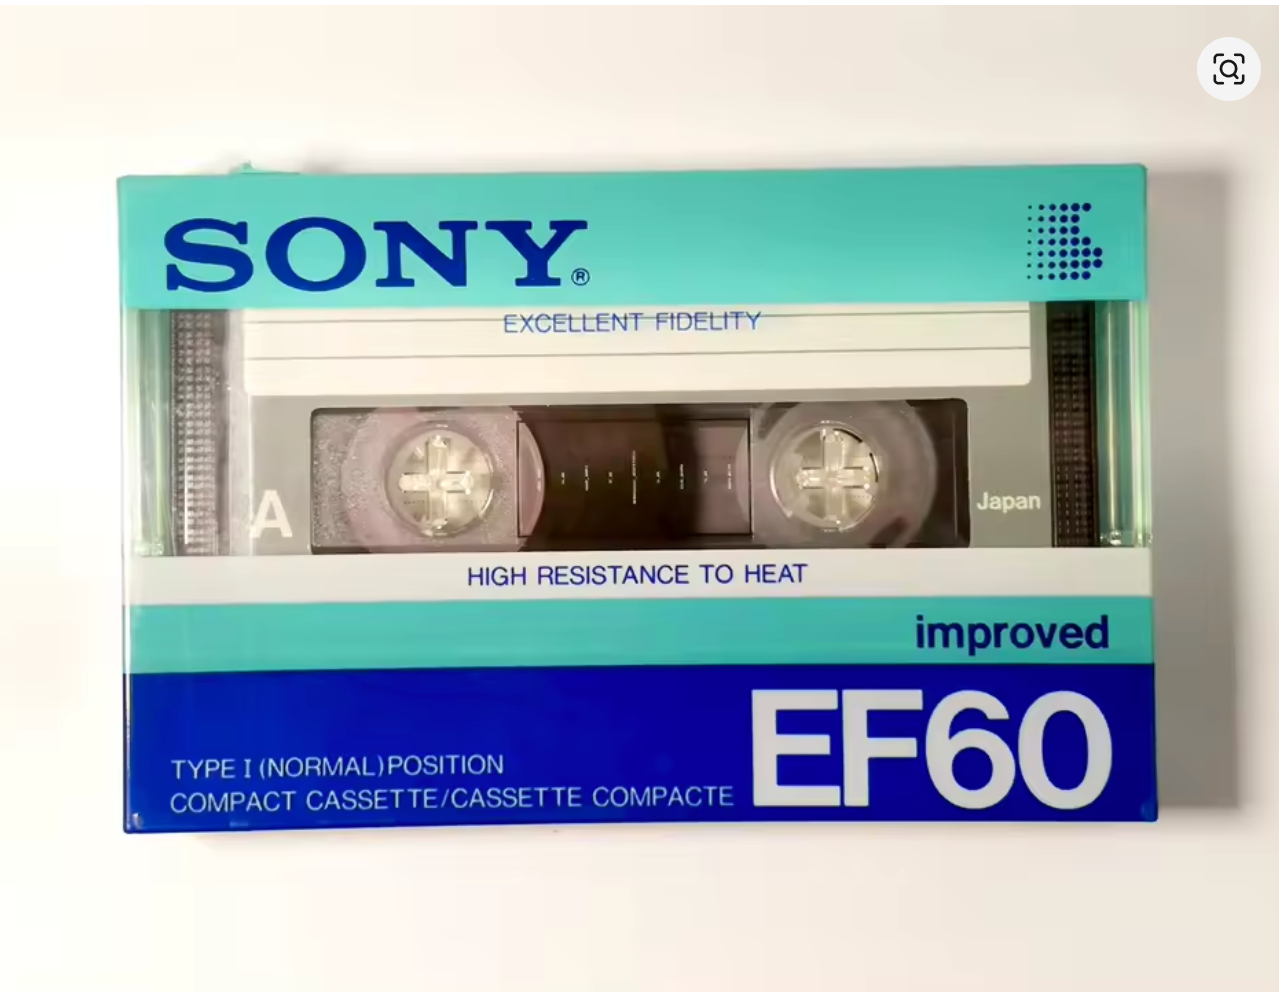 SONY®
EXCELLENT FIDELITY
A
Japan
HIGH RESISTANCE TO HEAT
improved
EF60
TYPE I (NORMAL) POSITION
COMPACT CASSETTE/CASSETTE COMPACTE